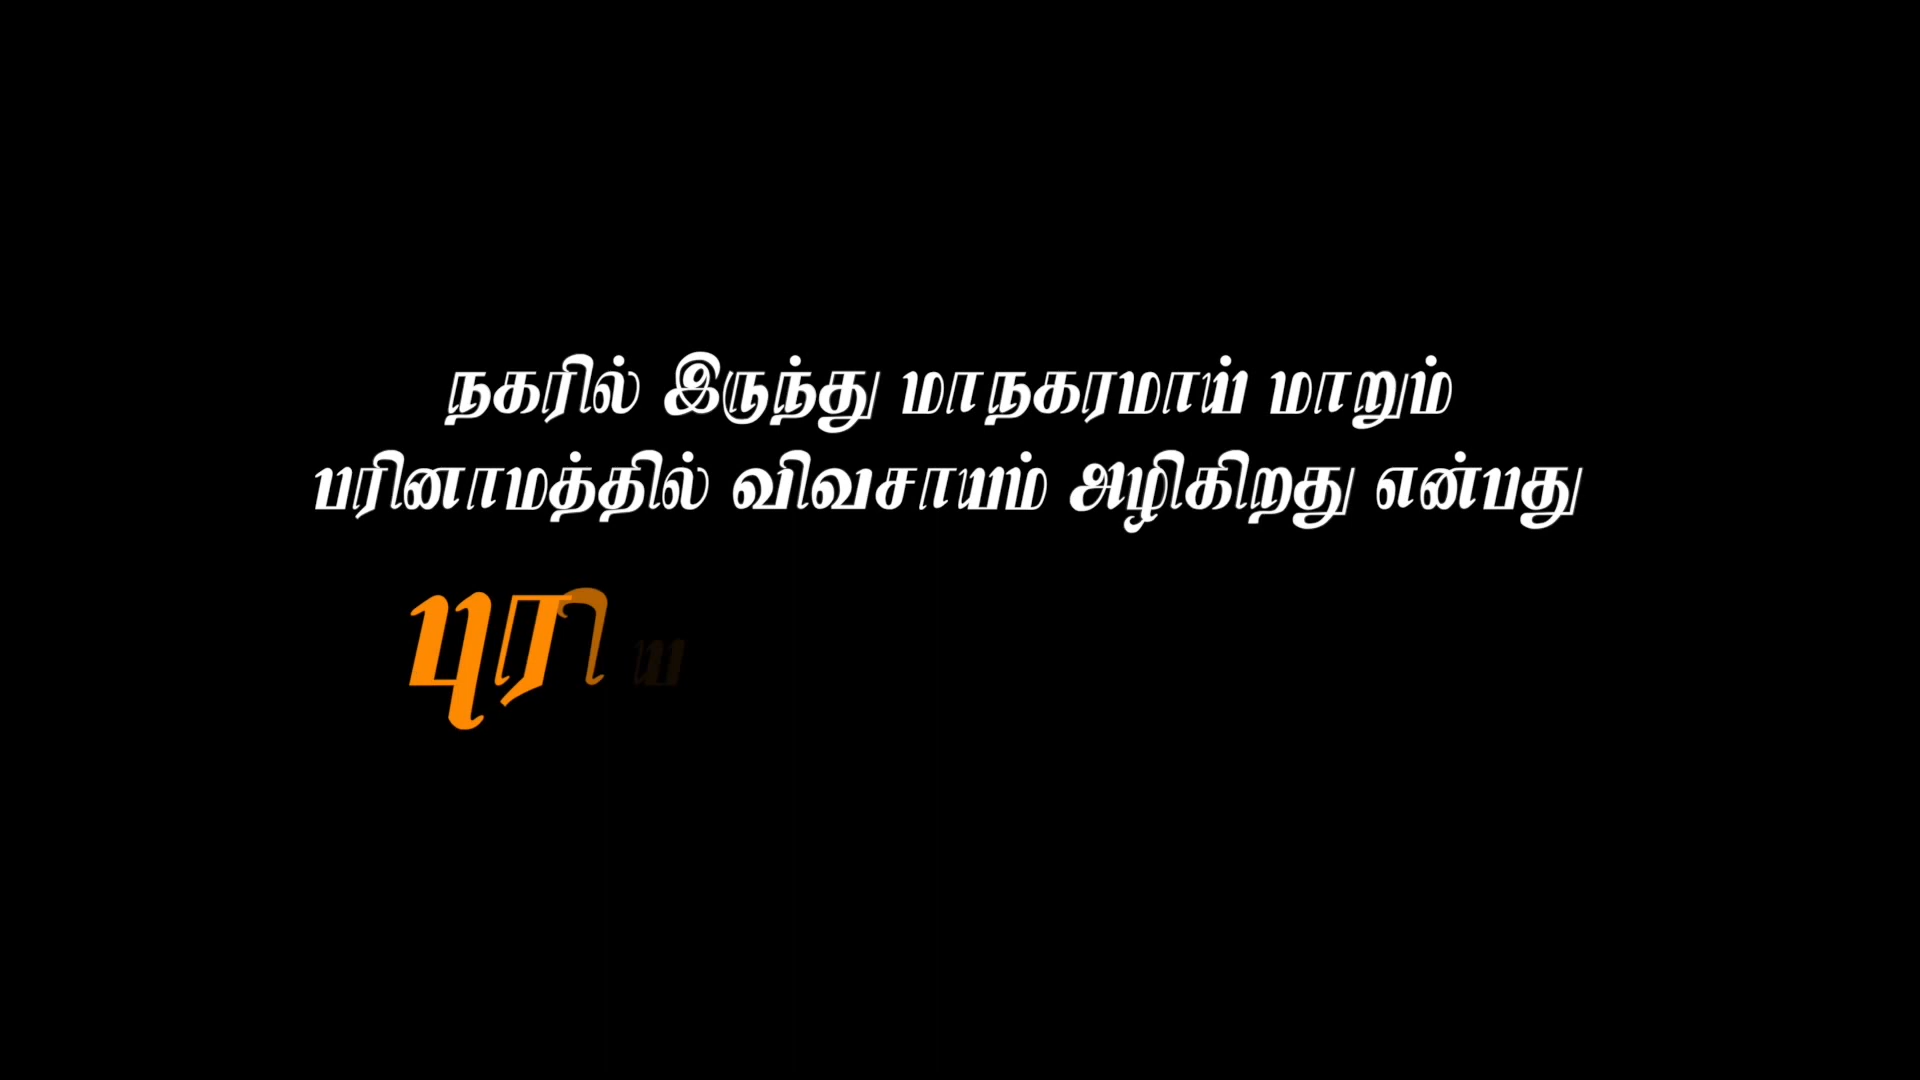 நகரில் இருந்து மாநகரமாய் மாறும்
பரினாமத்தில் விவசாயம் அழிகிறது என்பது
புரிய